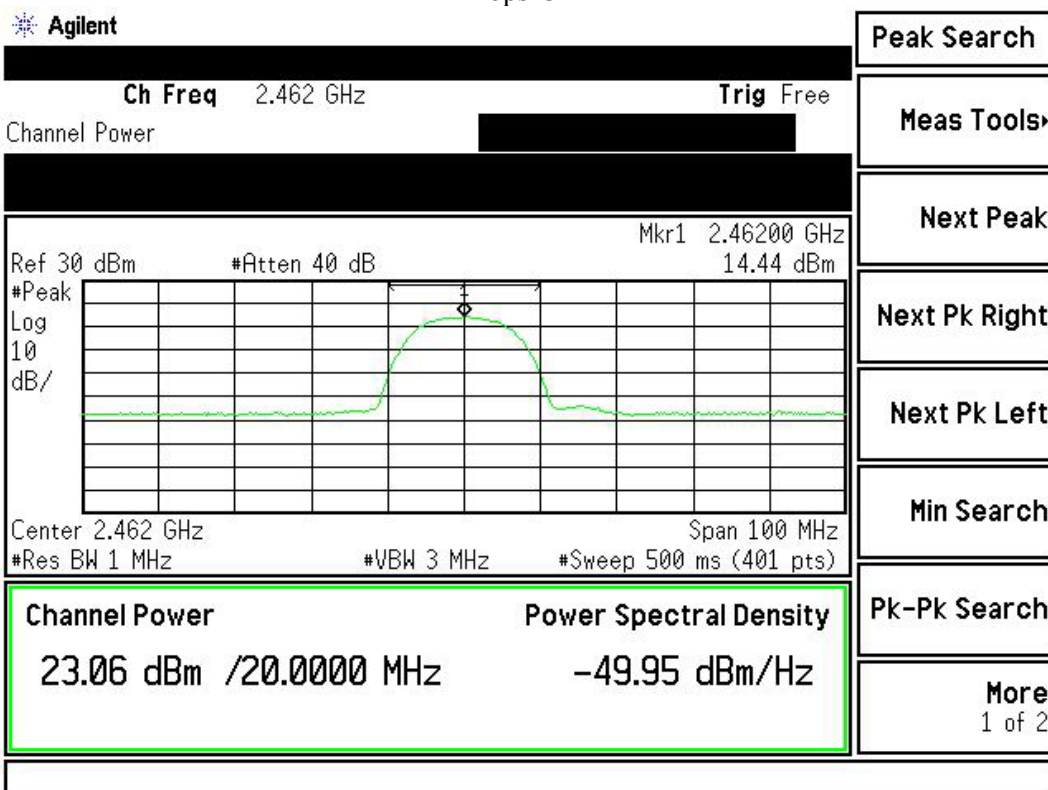 Agilent
Peak Search
Ch Freq 2.462 GHz Trig Free
Channel Power
Meas Tools
Next Peak
Mkr1 2.46200 GHz
Ref 30 dBm #Atten 40 dB 14.44 dBm
#Peak
Log
10
dB/
1
Next Pk Right
Next Pk Left
Center 2.462 GHz Span 100 MHz
#Res BW 1 MHz #VBW 3 MHz #Sweep 500 ms (401 pts)
Min Search
Channel Power Power Spectral Density
23.06 dBm /20.0000 MHz -49.95 dBm/Hz
Pk-Pk Search
More
1 of 2